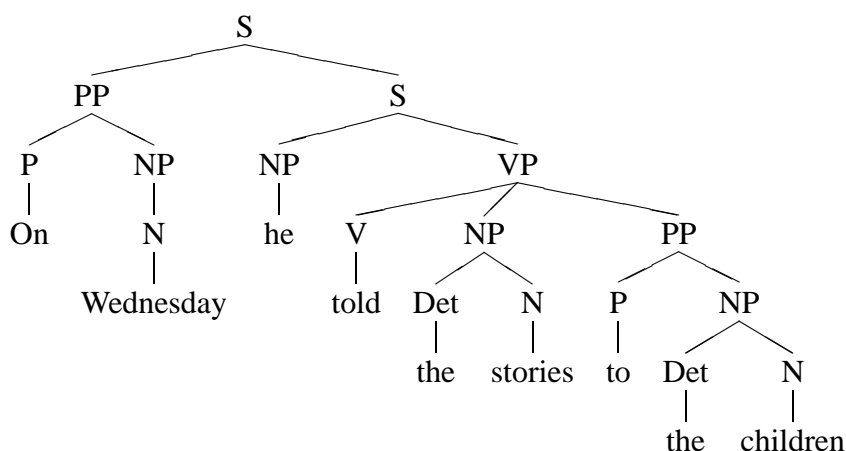 S
PP S
P NP NP VP
On N he V NP PP
Wednesday told Det N P NP
the stories to Det N
the children